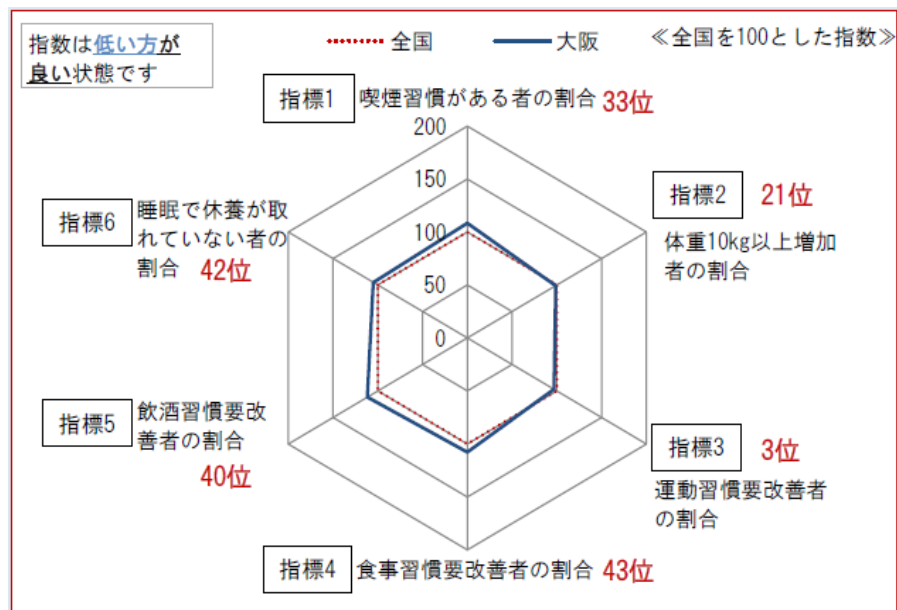 指数は低い方が
良い状態です
全国
大阪
≪全国を100とした指数≫
指標1
喫煙習慣がある者の割合
33位
200
150
100
50
0
指標2
21位
体重10kg以上増加
者の割合
指標3
3位
運動習慣要改善者
の割合
指標4
食事習慣要改善者の割合
43位
指標5
飲酒習慣要改
善者の割合
40位
指標6
睡眠で休養が取
れていない者の
割合
42位